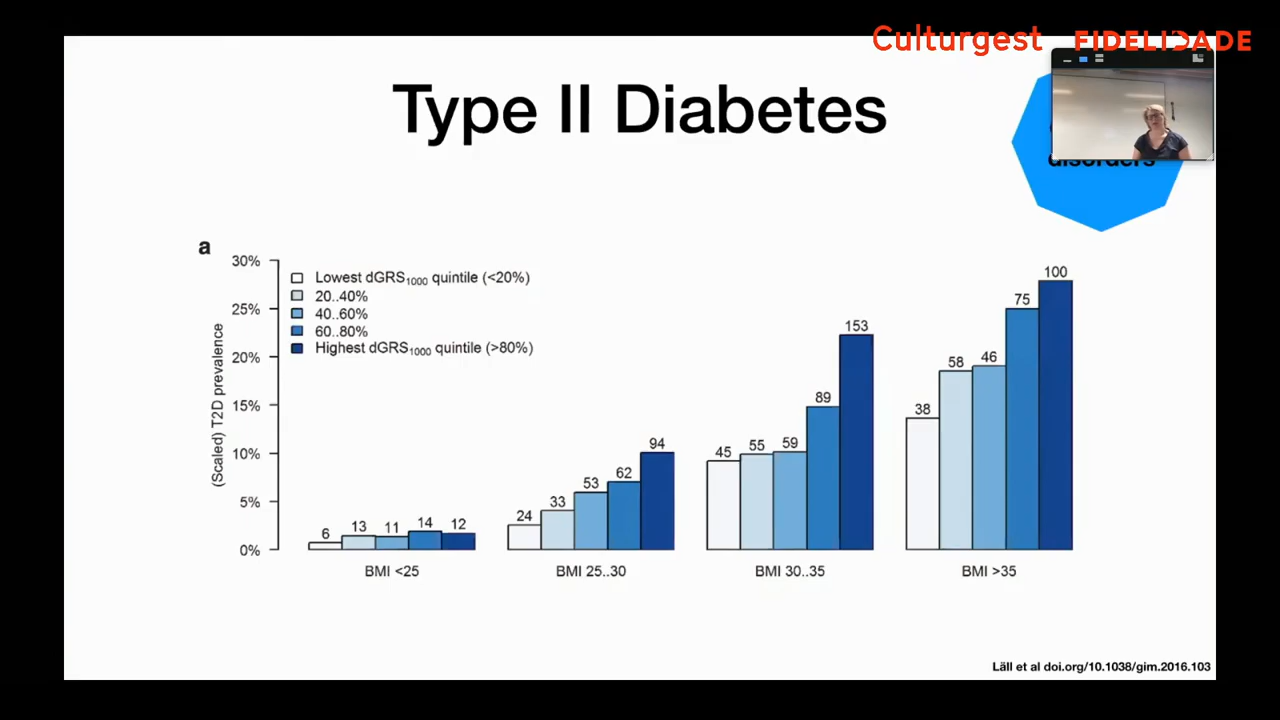 Culturgest FIDELIDADE
Type II Diabetes
disorders
a
30%
25%
20%
15%
10%
5%
0%
(Scaled) T2D prevalence
Lowest dGRS1000 quintile (<20%)
20..40%
40..60%
60..80%
Highest dGRS1000 quintile (>80%)
6 13 11 14 12
24 33 53 62 94
45 55 59 89 153
38 58 46 75 100
BMI <25 BMI 25..30 BMI 30..35 BMI >35
Läll et al doi.org/10.1038/gim.2016.103